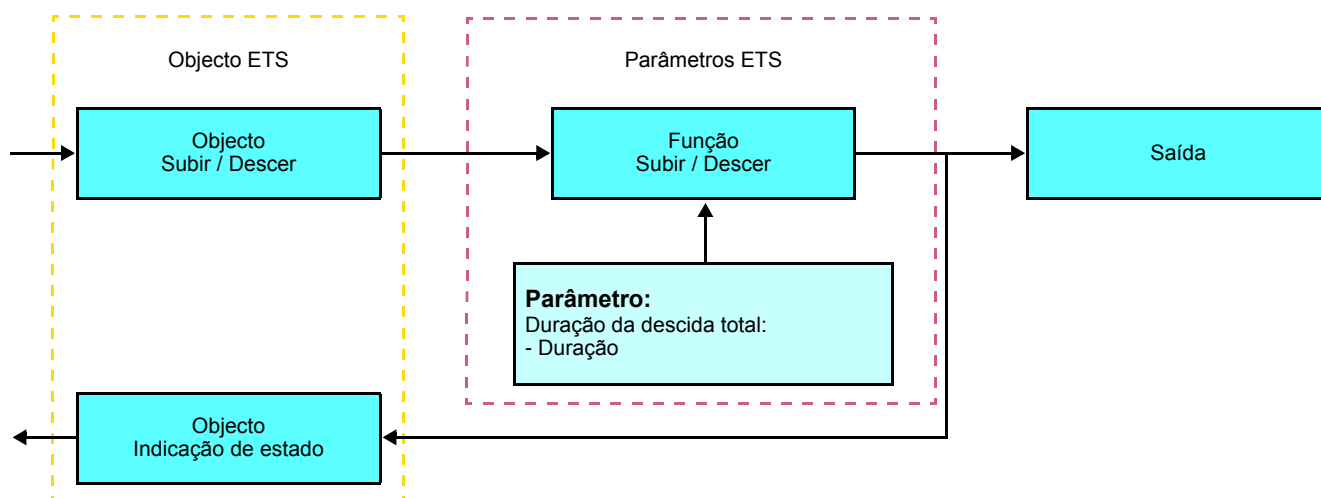 Objecto ETS
Parâmetros ETS
Objecto
Subir / Descer
Função
Subir / Descer
Saída
Parâmetro:
Duração da descida total:
- Duração
Objecto
Indicação de estado